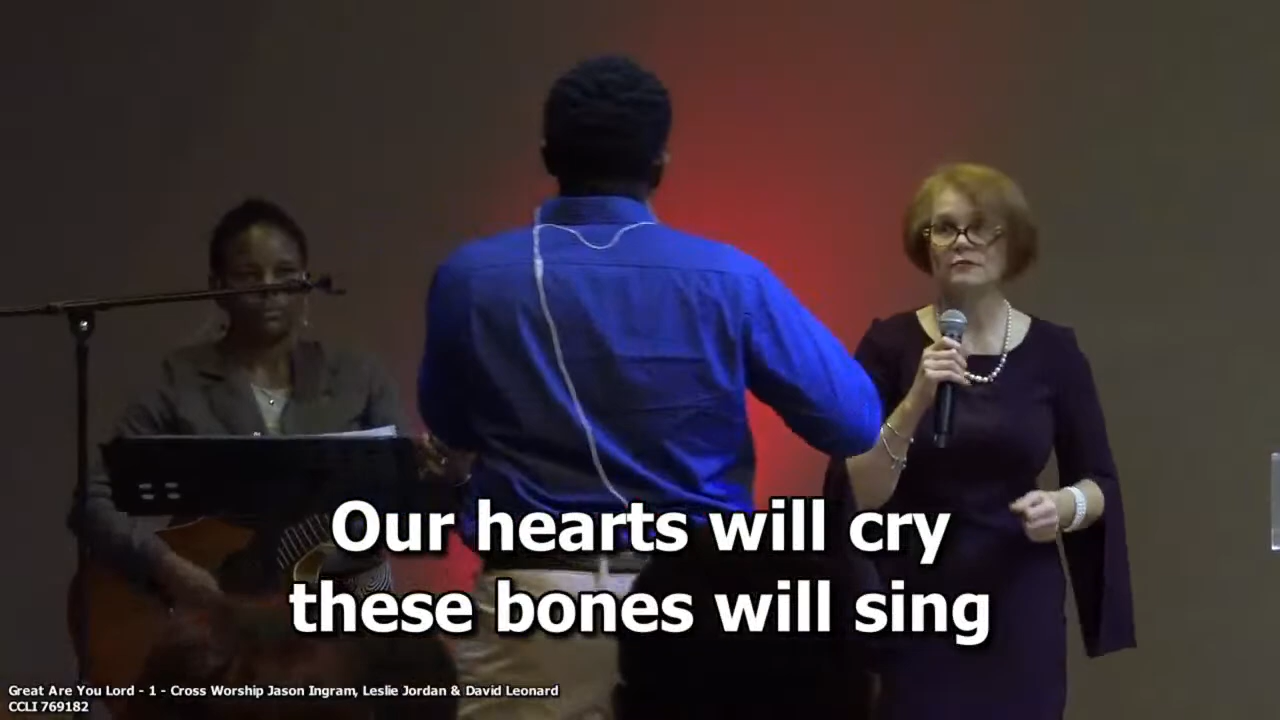 Our hearts will cry
these bones will sing
Great Are You Lord - 1 - Cross Worship Jason Ingram, Leslie Jordan & David Leonard
CCLI 769182